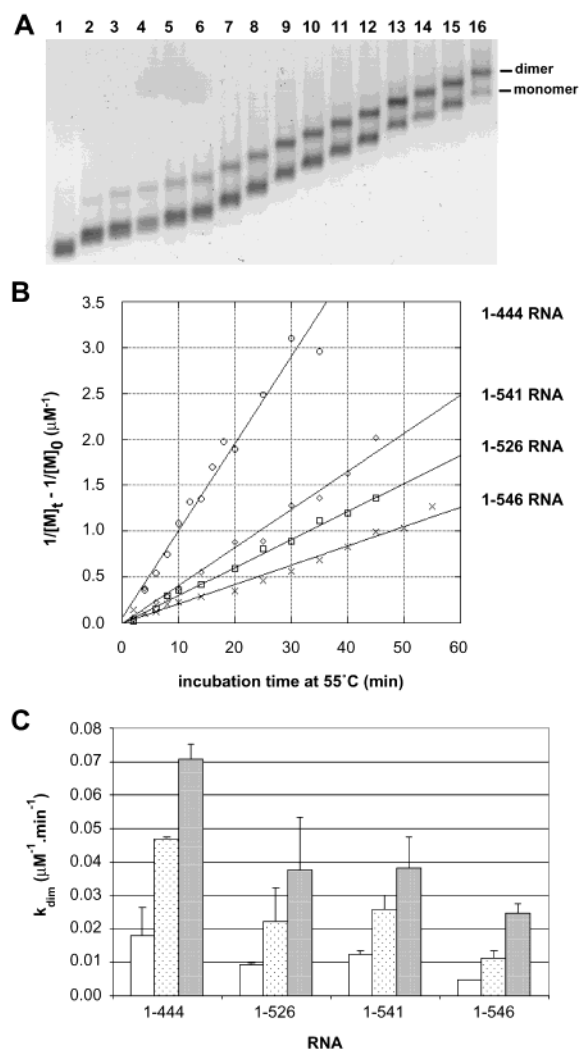 A
1 2 3 4 5 6 7 8 9 10 11 12 13 14 15 16
dimer
monomer
B
3.5
3.0
2.5
2.0
1.5
1.0
0.5
0.0
1/[M]t - 1/[M]0 (µM-1)
0 10 20 30 40 50 60
incubation time at 55˚C (min)
1-444 RNA
1-541 RNA
1-526 RNA
1-546 RNA
C
0.08
0.07
0.06
0.05
0.04
0.03
0.02
0.01
0.00
kdim (µM-1.min-1)
1-444 1-526 1-541 1-546
RNA